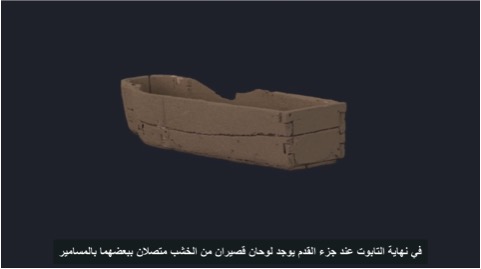 في نهاية التابوت عند جزء القدم يوجد لوحان قصيران من الخشب متصلان ببعضهما بالمسامير